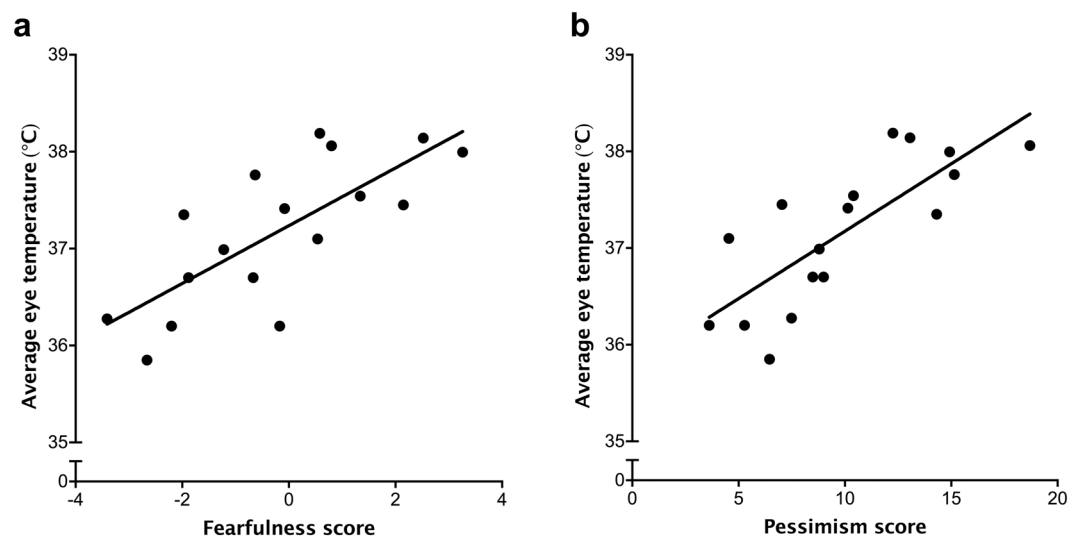 a
Average eye temperature (°C)
39
38
37
36
35
0
-4 -2 0 2 4
Fearfulness score
b
Average eye temperature (°C)
39
38
37
36
35
0
0 5 10 15 20
Pessimism score